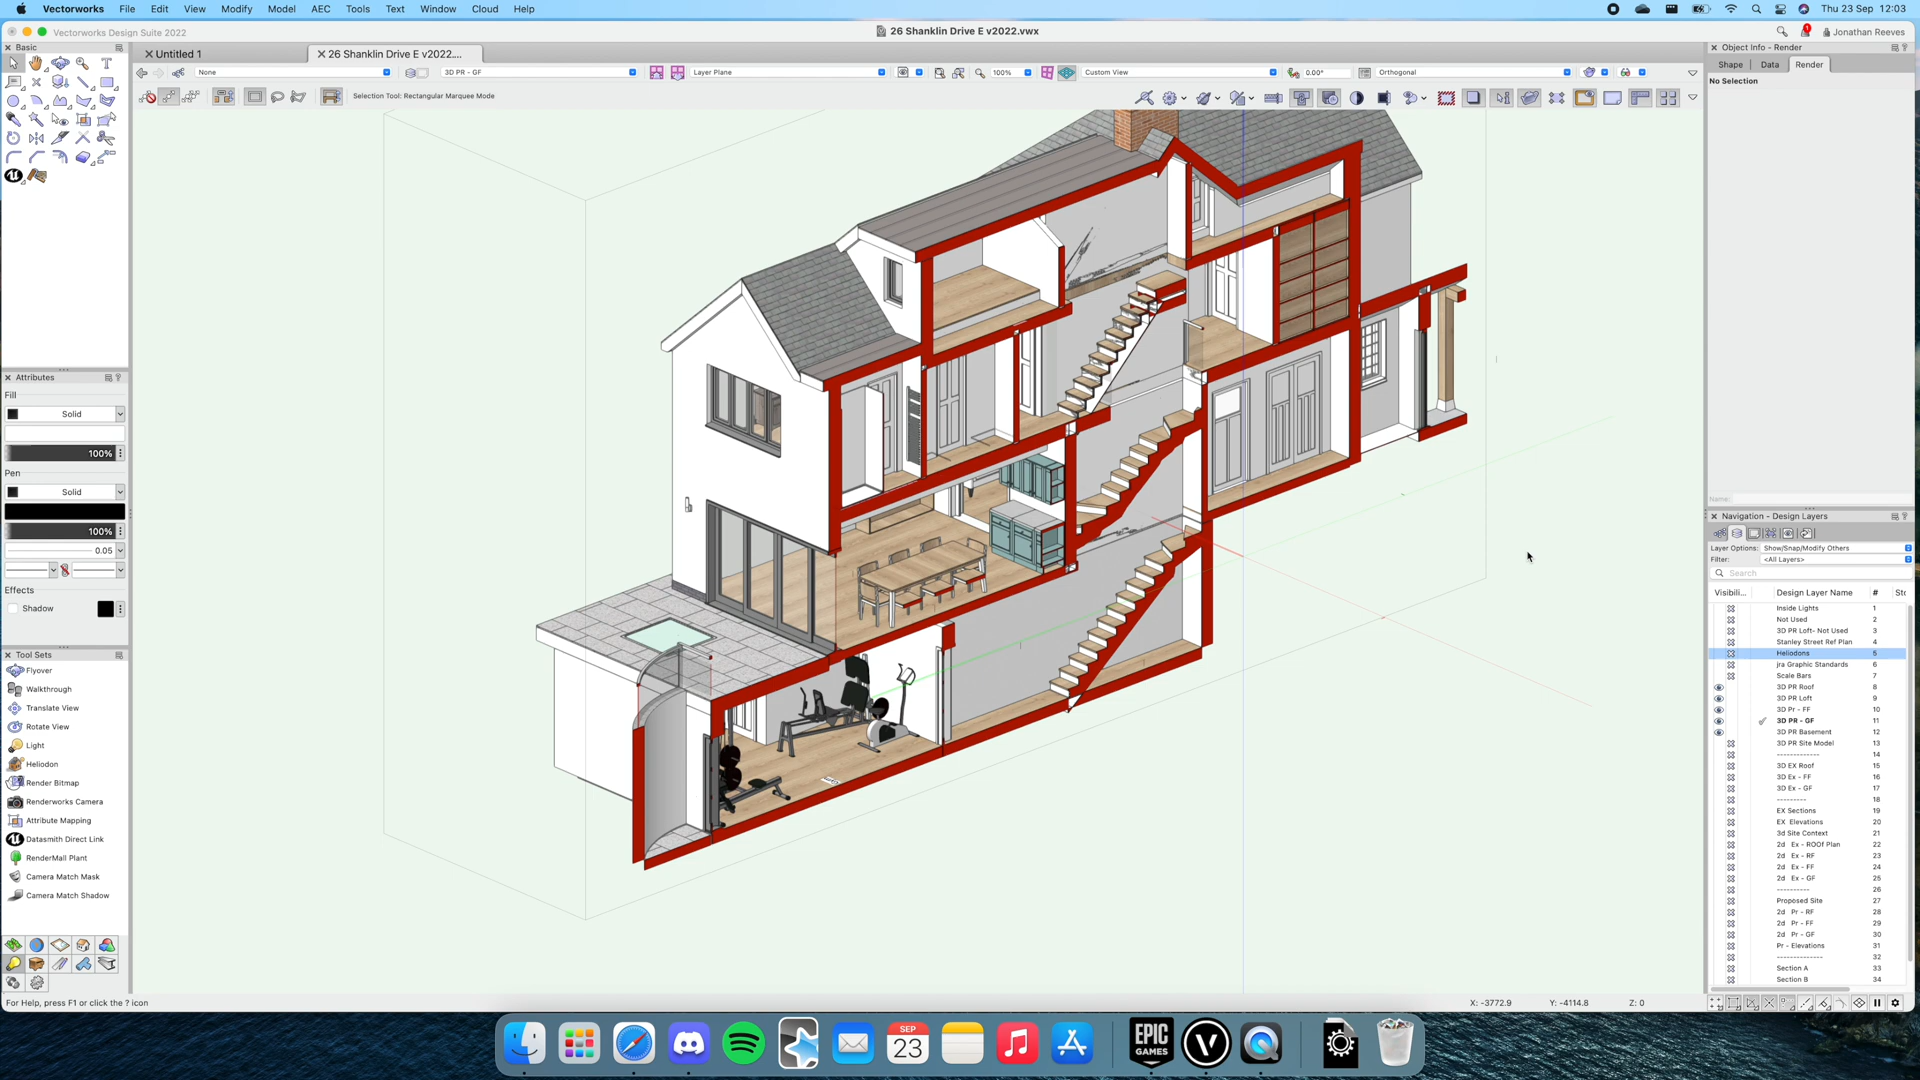 Vectorworks File Edit View Modify Model AEC Tools Text Window Cloud Help
Thu 23 Sep 12:03
Vectorworks Design Suite 2022
26 Shanklin Drive E v2022.vwx
Jonathan Reeves
Basic
Untitled 1
26 Shanklin Drive E v2022....
None
3D PR - GF
Layer Plane
100%
Custom View
0.00°
Orthogonal
Selection Tool: Rectangular Marquee Mode
Object Info - Render
Shape
Data
Render
No Selection
Name:
Attributes
Fill
Solid
100%
Pen
Solid
100%
0.05
Effects
Shadow
Tool Sets
Flyover
Walkthrough
Translate View
Rotate View
Light
Heliodon
Render Bitmap
Renderworks Camera
Attribute Mapping
Datasmith Direct Link
RenderMall Plant
Camera Match Mask
Camera Match Shadow
For Help, press F1 or click the ? icon
X: -3772.9
Y: -4114.8
Z: 0
Navigation - Design Layers
Layer Options: Show/Snap/Modify Others
Filter: <All Layers>
Search
Visibili... Design Layer Name # Sto
Inside Lights 1
Not Used 2
3D PR Loft- Not Used 3
Stanley Street Ref Plan 4
Heliodons 5
jra Graphic Standards 6
Scale Bars 7
3D PR Roof 8
3D PR Loft 9
3D Pr - FF 10
3D PR - GF 11
3D PR Basement 12
3D PR Site Model 13
------------- 14
3D EX Roof 15
3D Ex - FF 16
3D Ex - GF 17
--------- 18
EX Sections 19
EX Elevations 20
3d Site Context 21
2d Ex - ROOf Plan 22
2d Ex - RF 23
2d Ex - FF 24
2d Ex - GF 25
---------- 26
Proposed Site 27
2d Pr - RF 28
2d Pr - FF 29
2d Pr - GF 30
Pr - Elevations 31
-------------- 32
Section A 33
Section B 34
EPIC
GAMES
SEP
23